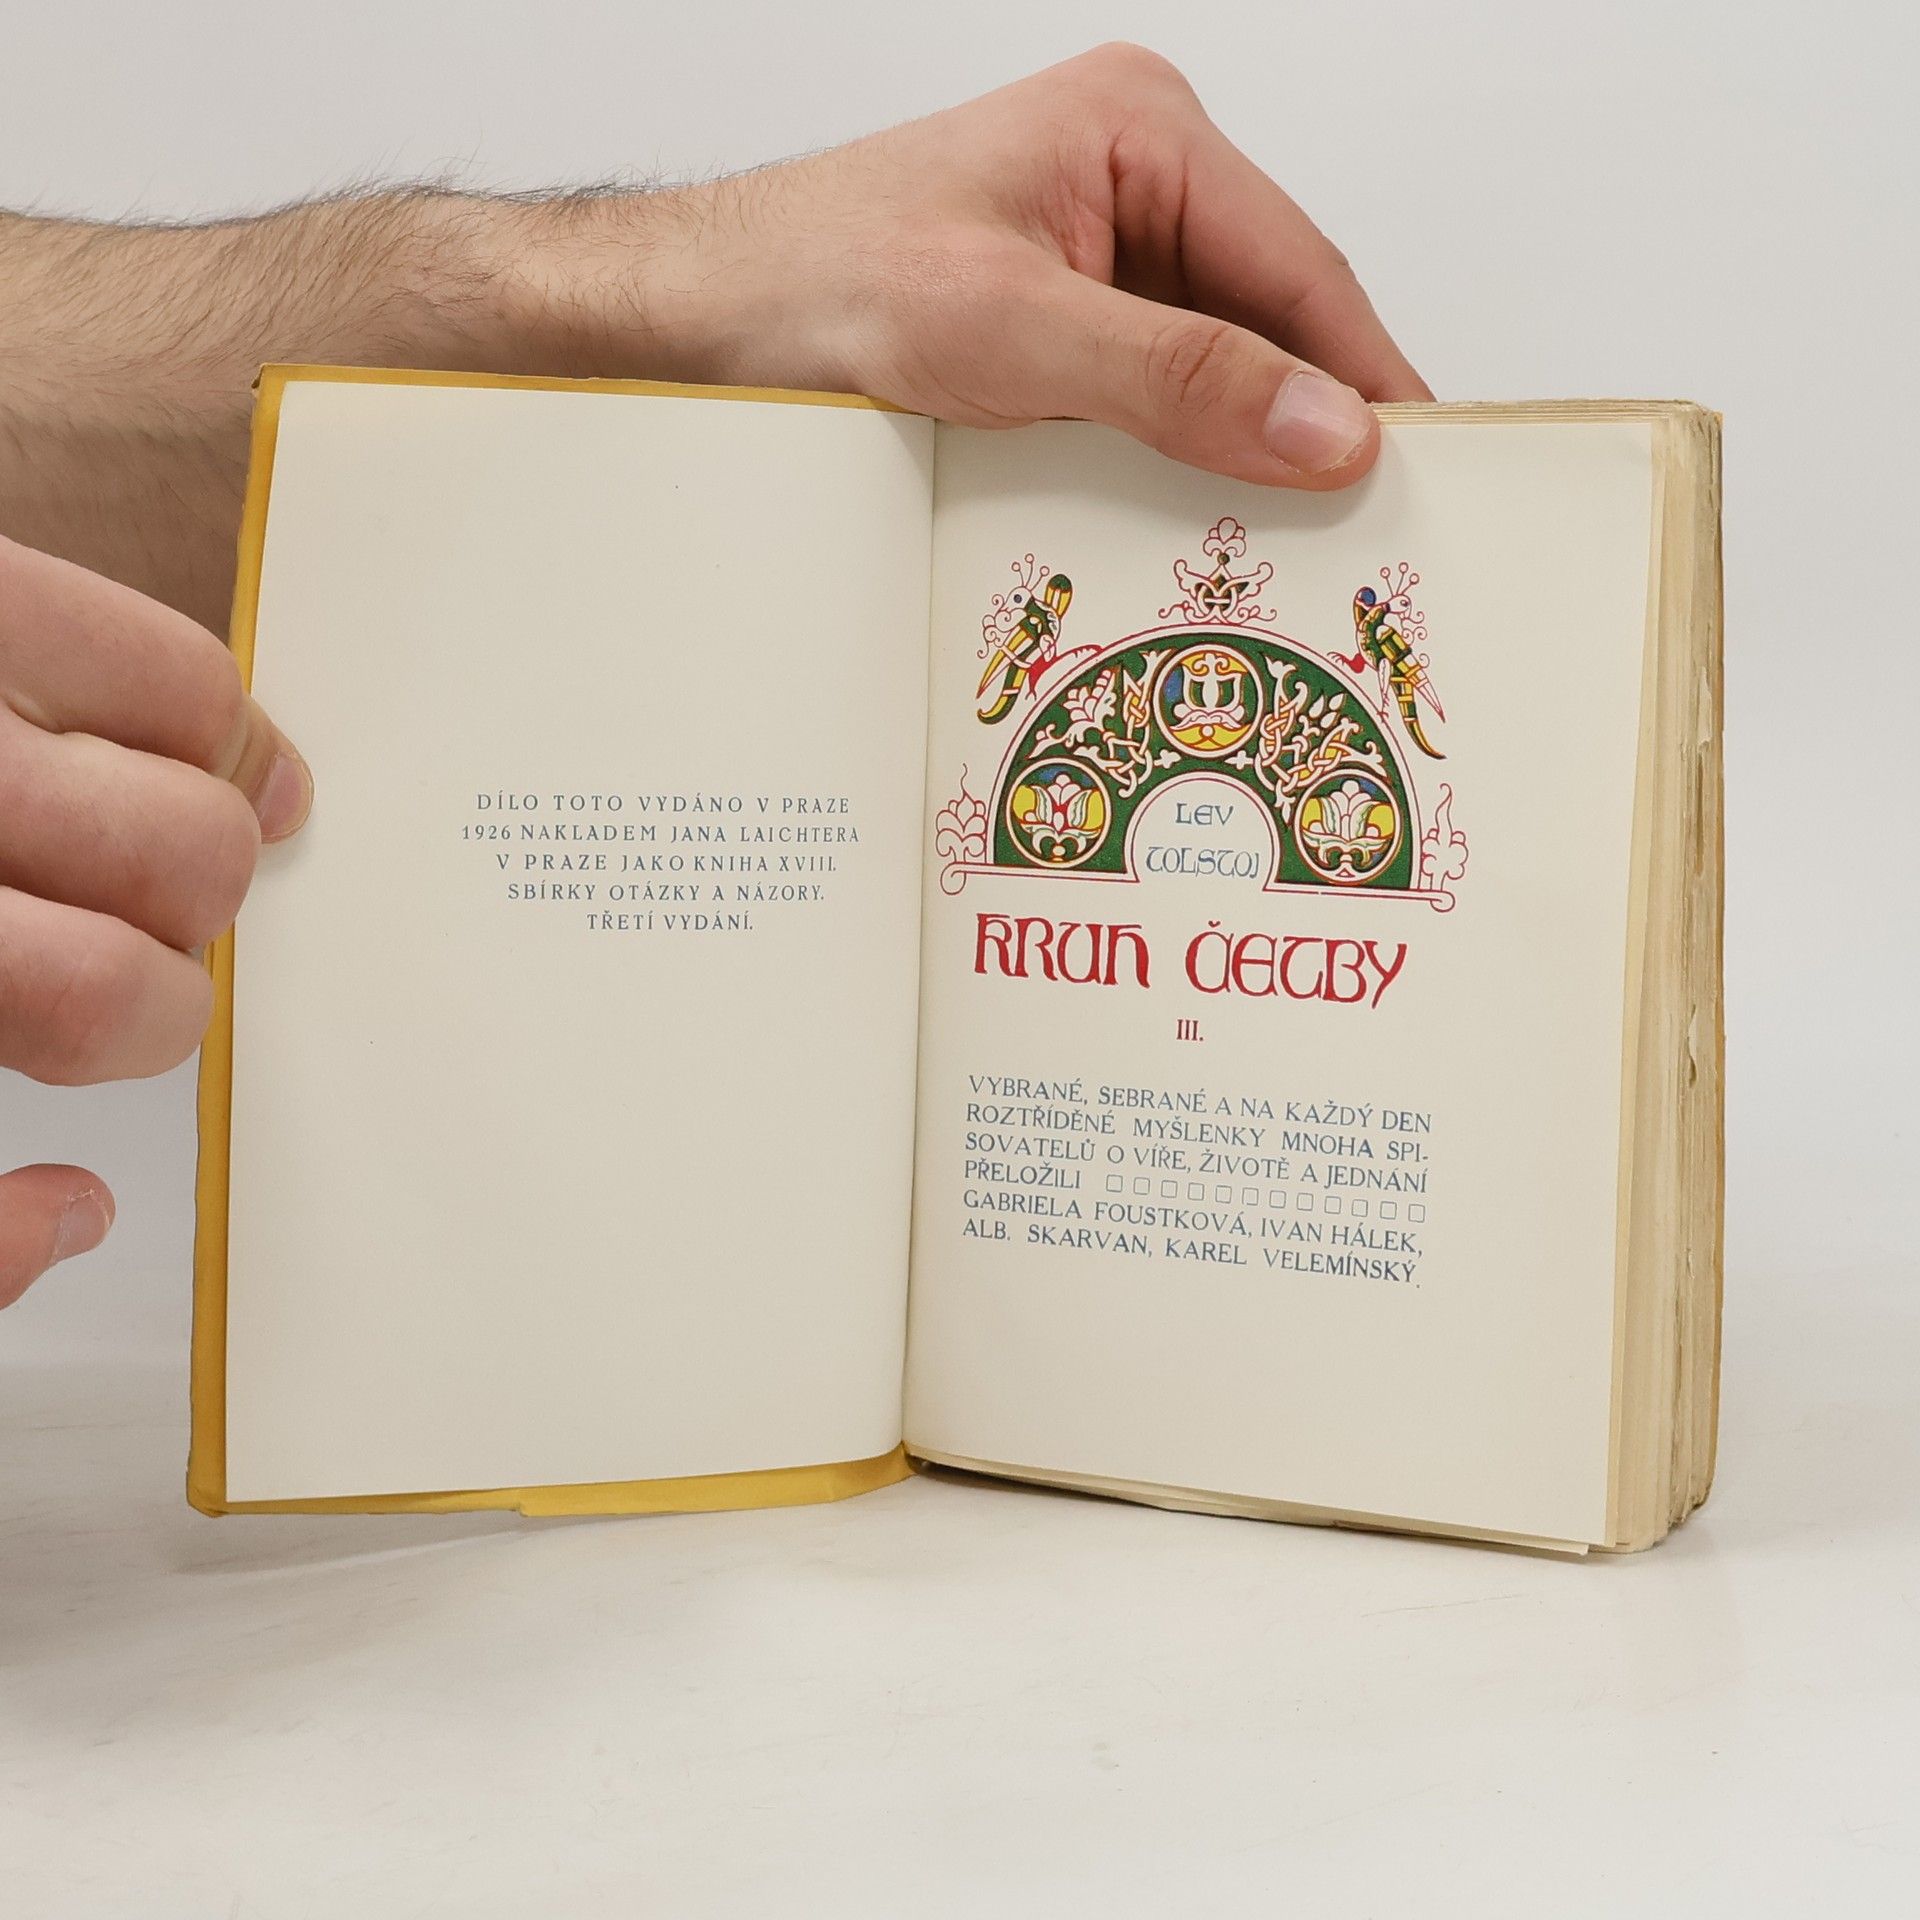 DÍLO TOTO VYDÁNO V PRAZE
1926 NAKLADEM JANA LAICHTERA
V PRAZE JAKO KNIHA XVIII.
SBÍRKY OTÁZKY A NÁZORY.
TŘETÍ VYDÁNÍ.
LEV
TOLSTOJ
KRUH ČETBY
III.
VYBRANÉ, SEBRANÉ A NA KAŽDÝ DEN
ROZTŘÍDĚNÉ MYŠLENKY MNOHA SPI-
SOVATELŮ O VÍŘE, ŽIVOTĚ A JEDNÁNÍ
PŘELOŽILI
GABRIELA FOUSTKOVÁ, IVAN HÁLEK,
ALB. SKARVAN, KAREL VELEMÍNSKÝ.